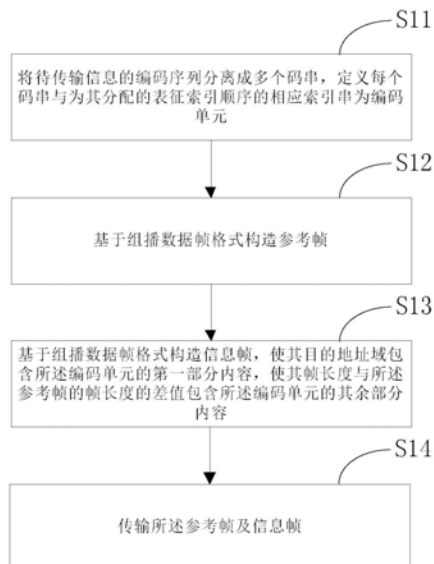 S11
将待传输信息的编码序列分离成多个码串，定义每个
码串与为其分配的表征索引顺序的相应索引串为编码
单元
S12
基于组播数据帧格式构造参考帧
S13
基于组播数据帧格式构造信息帧，使其目的地址域包
含所述编码单元的第一部分内容，使其帧长度与所述
参考帧的帧长度的差值包含所述编码单元的其余部分
内容
S14
传输所述参考帧及信息帧